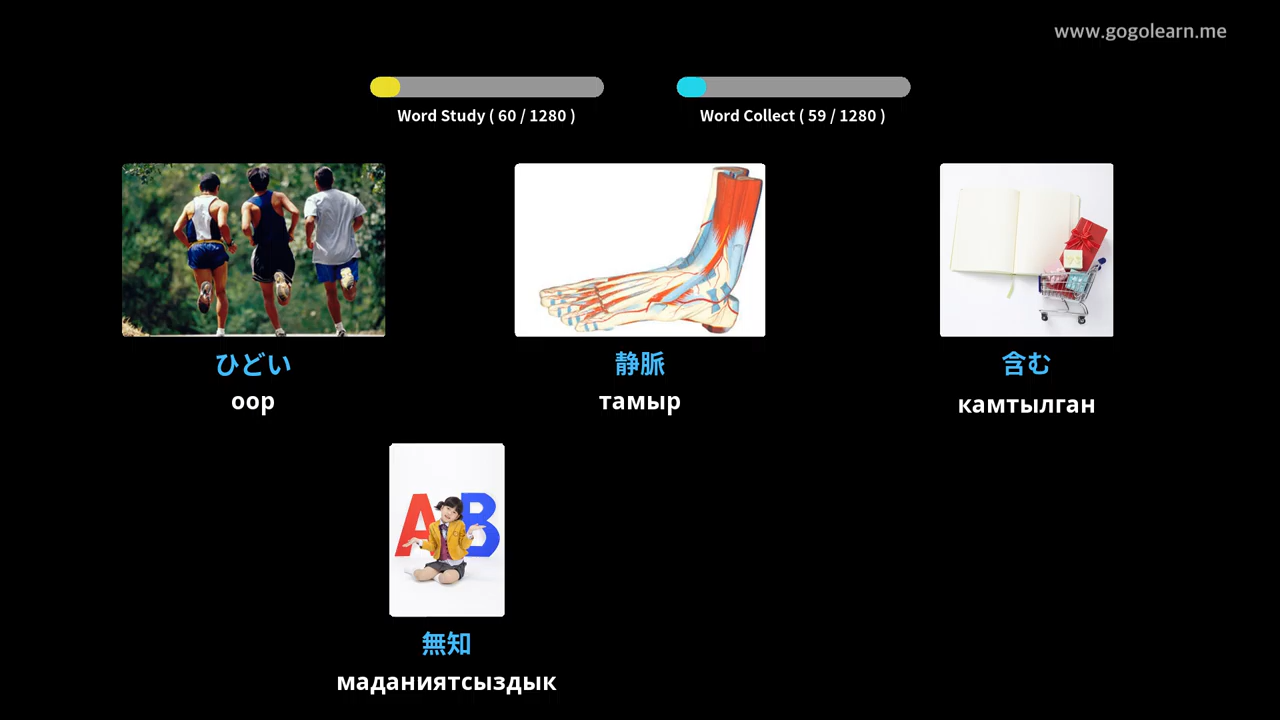 www.gogolearn.me
Word Study ( 60 / 1280 )
Word Collect ( 59 / 1280 )
ひどい
оор
静脈
тамыр
含む
камтылган
AB
無知
маданиятсыздык